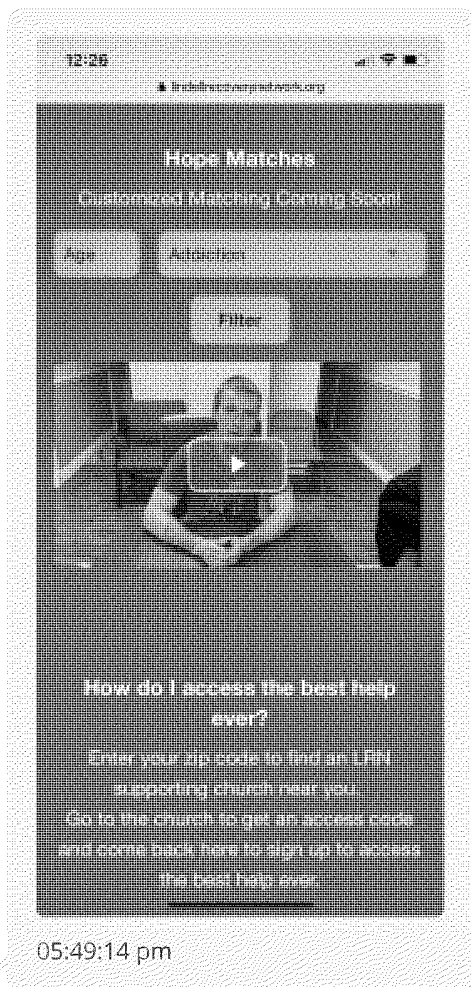 12:26
lindellrecoverynetwork.org
Hope Matches
Customized Matching Coming Soon!
Age
Addiction
Filter
How do I access the best help
ever?
Enter your zip code to find an LRN
supporting church near you.
Go to the church to get an access code
and come back here to sign up to access
the best help ever.
05:49:14 pm